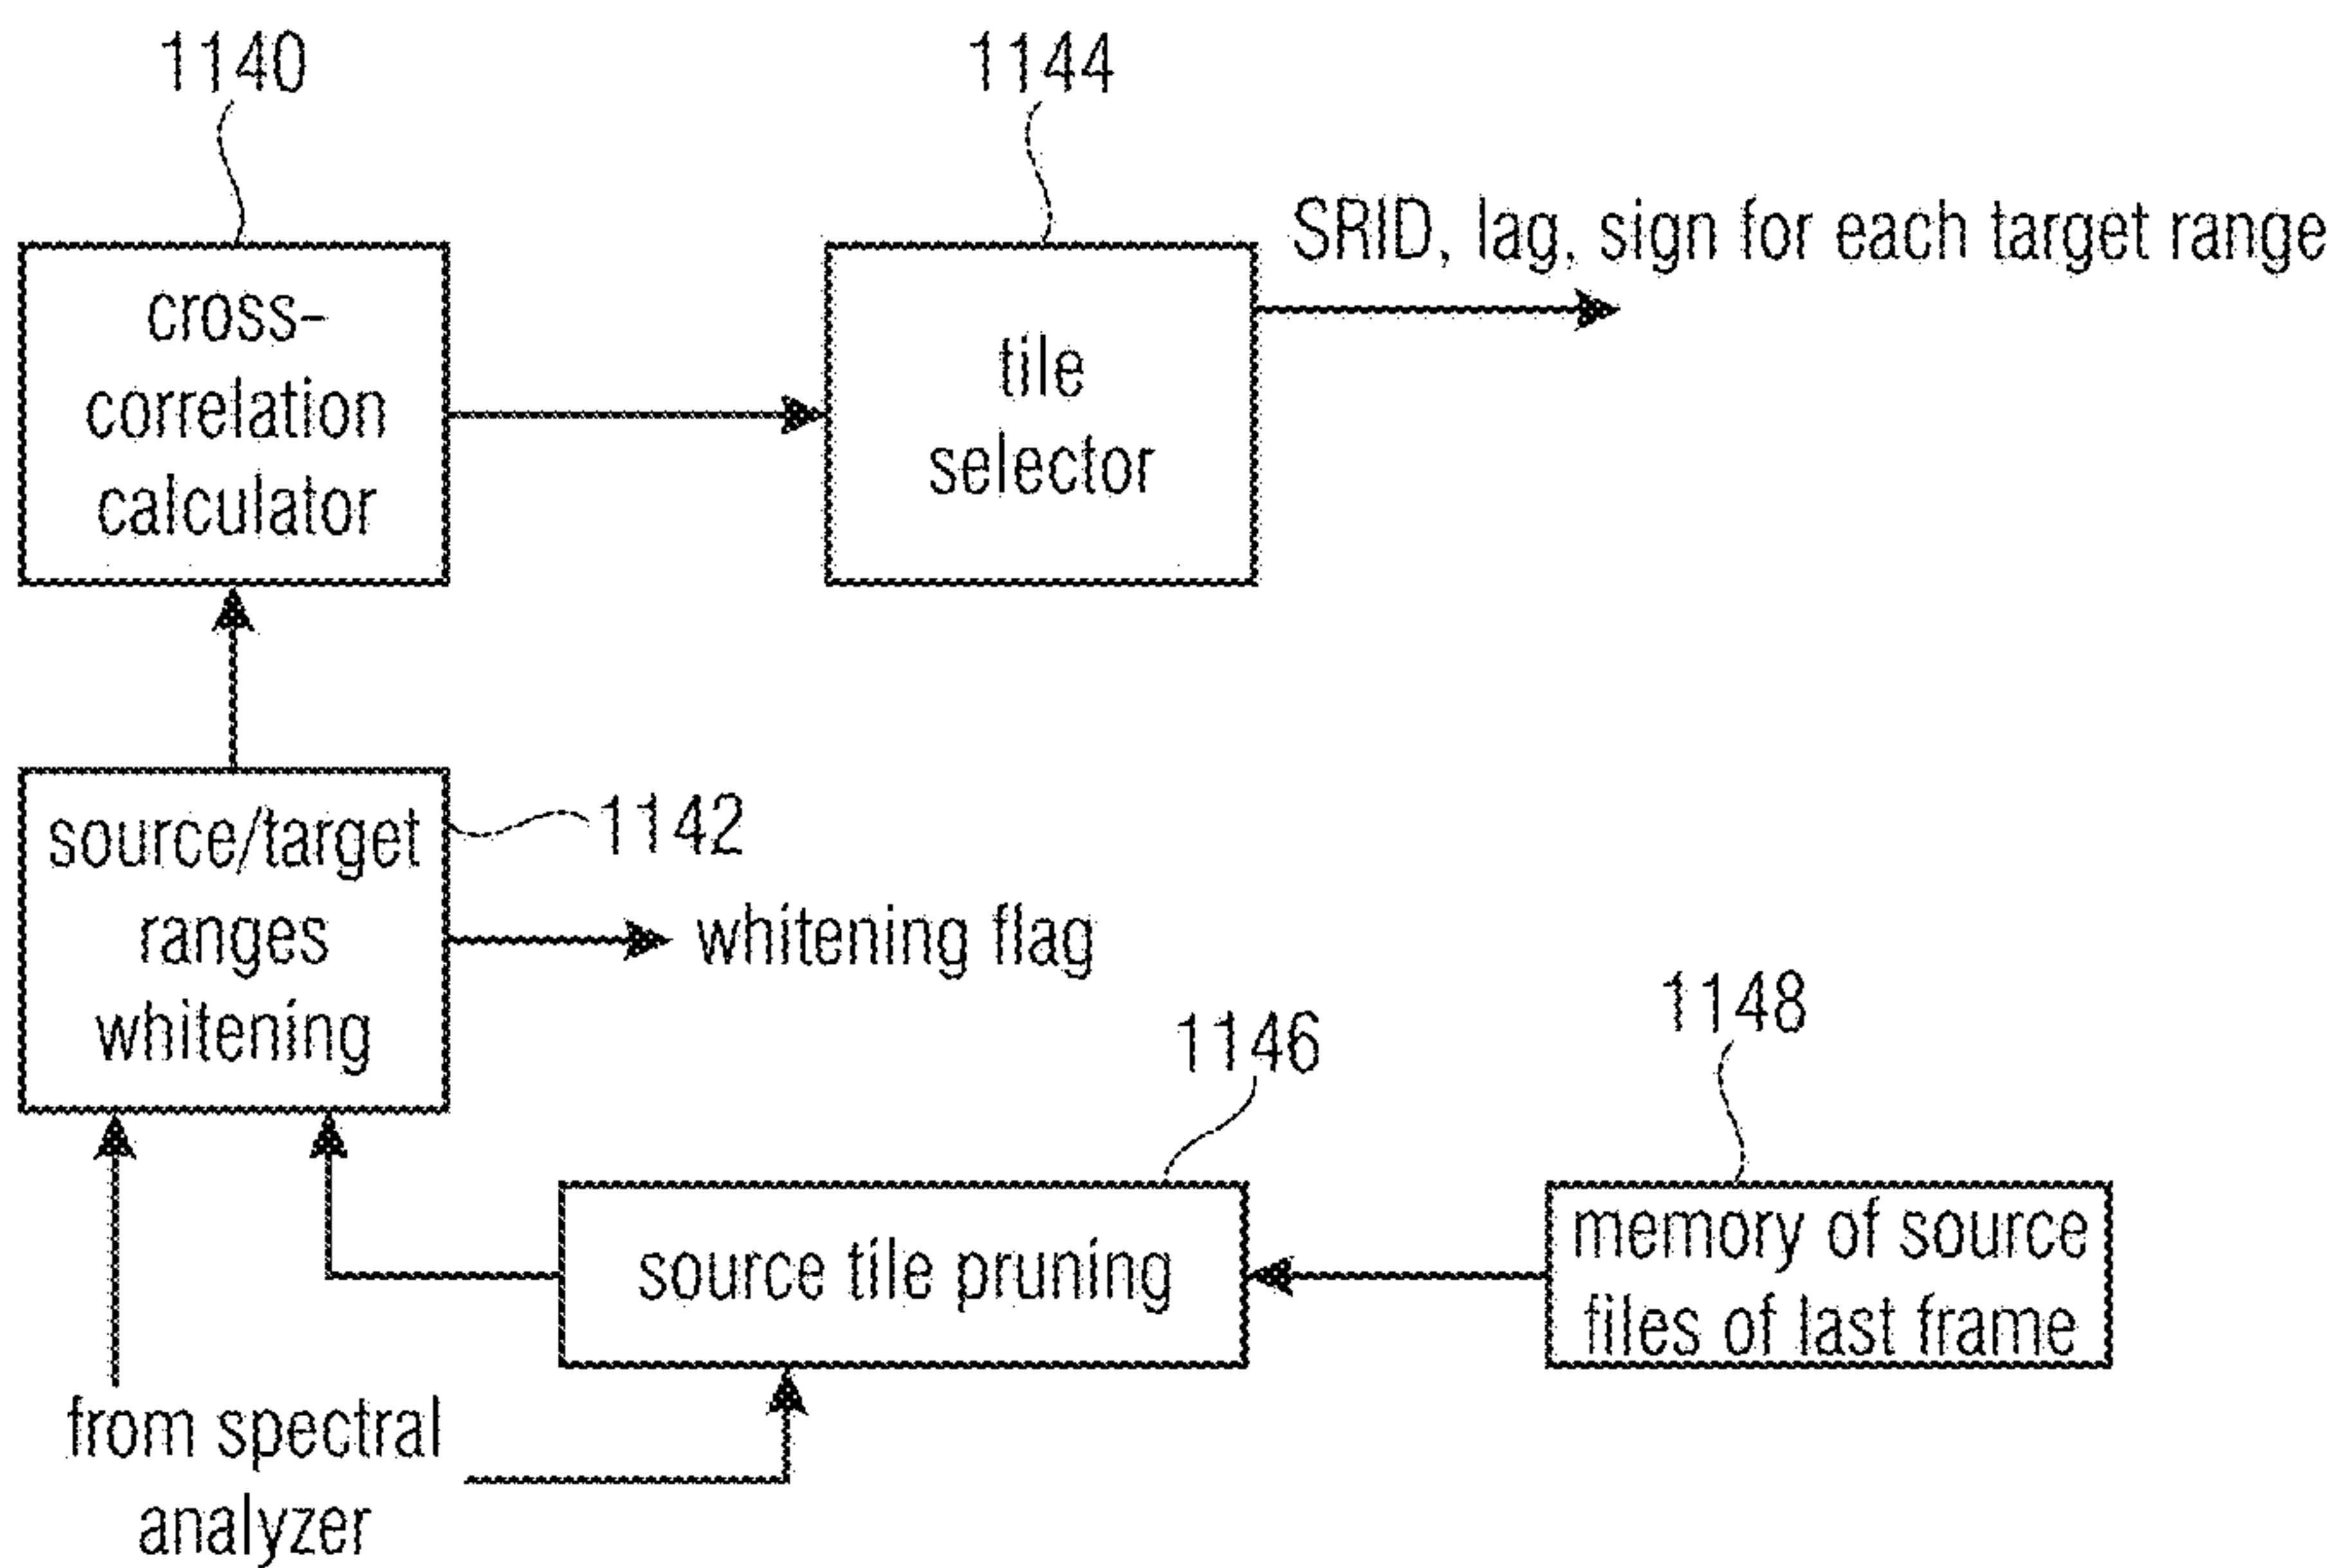 1140
1144
SRID, lag, sign for each target range
cross-
correlation
calculator
tile
selector
source/target
ranges
whitening
1142
whitening flag
1146
1148
source tile pruning
memory of source
files of last frame
from spectral
analyzer